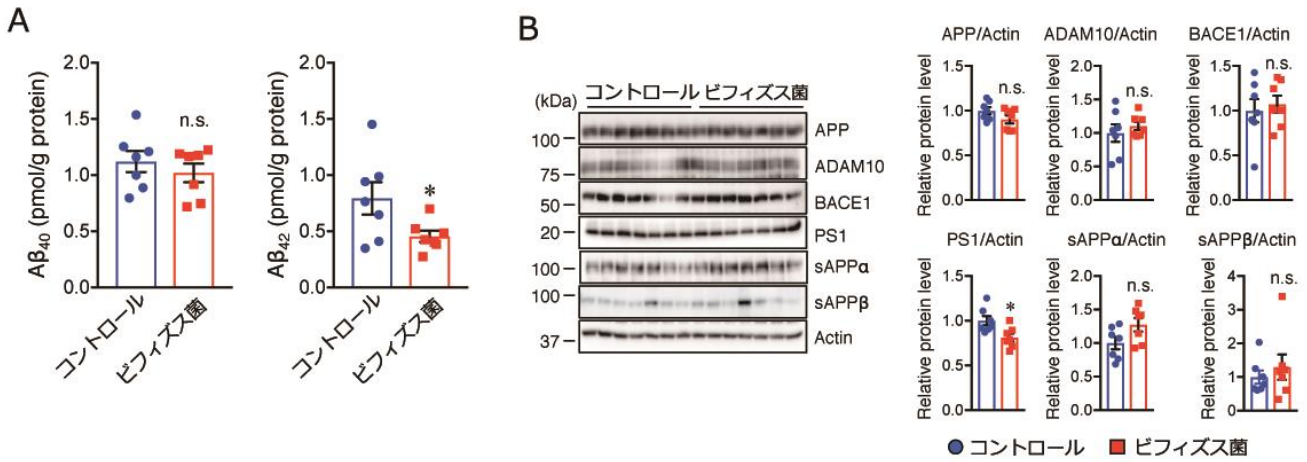 A
Aβ40 (pmol/g protein)
2.0
1.5
1.0
0.5
0.0
n.s.
コントロール
ビフィズス菌
Aβ42 (pmol/g protein)
2.0
1.5
1.0
0.5
0.0
*
コントロール
ビフィズス菌
B
(kDa)
コントロール ビフィズス菌
100
APP
75
ADAM10
50
BACE1
20
PS1
100
sAPPα
100
sAPPβ
37
Actin
APP/Actin
Relative protein level
1.5
1.0
0.5
0.0
n.s.
ADAM10/Actin
Relative protein level
2.0
1.5
1.0
0.5
0.0
n.s.
BACE1/Actin
Relative protein level
1.5
1.0
0.5
0.0
n.s.
PS1/Actin
Relative protein level
1.5
1.0
0.5
0.0
*
sAPPα/Actin
Relative protein level
2.0
1.5
1.0
0.5
0.0
n.s.
sAPPβ/Actin
Relative protein level
4
3
2
1
0
n.s.
コントロール ビフィズス菌